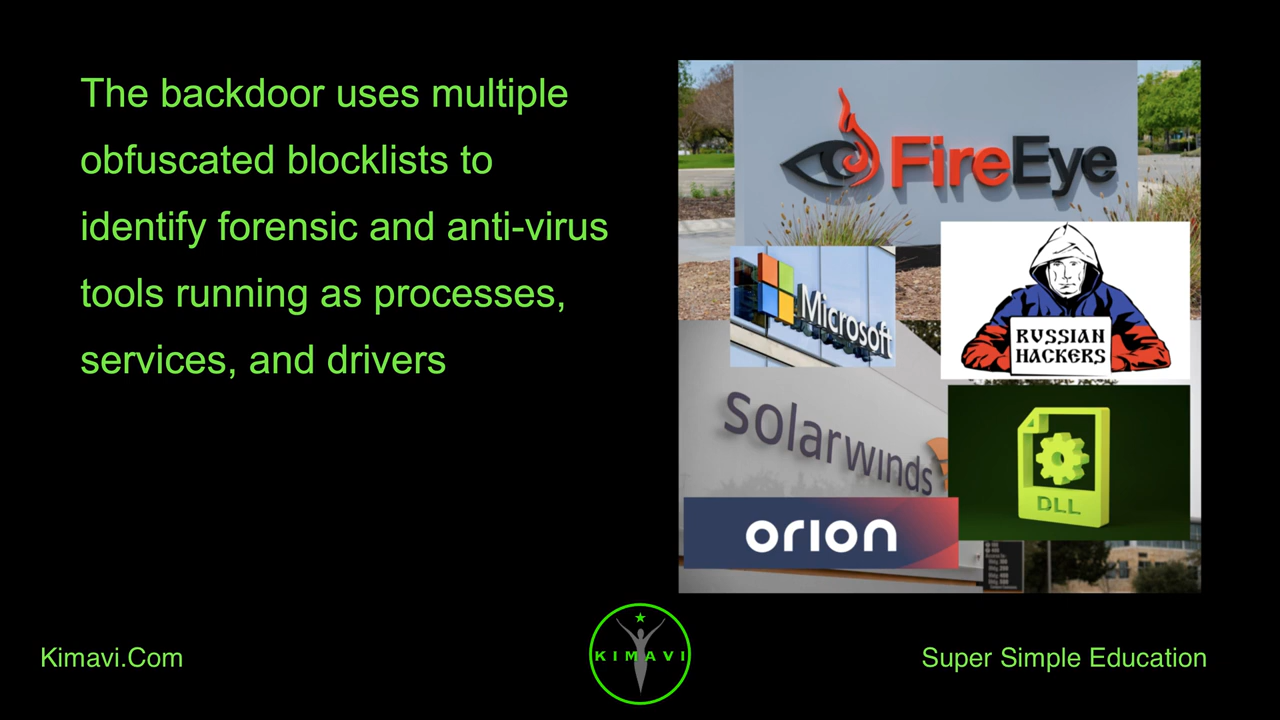 The backdoor uses multiple
obfuscated blocklists to
identify forensic and anti-virus
tools running as processes,
services, and drivers
FireEye
Microsoft
RUSSIAN
HACKERS
solarwinds
DLL
orion
Kimavi.Com
KIMAVI
Super Simple Education